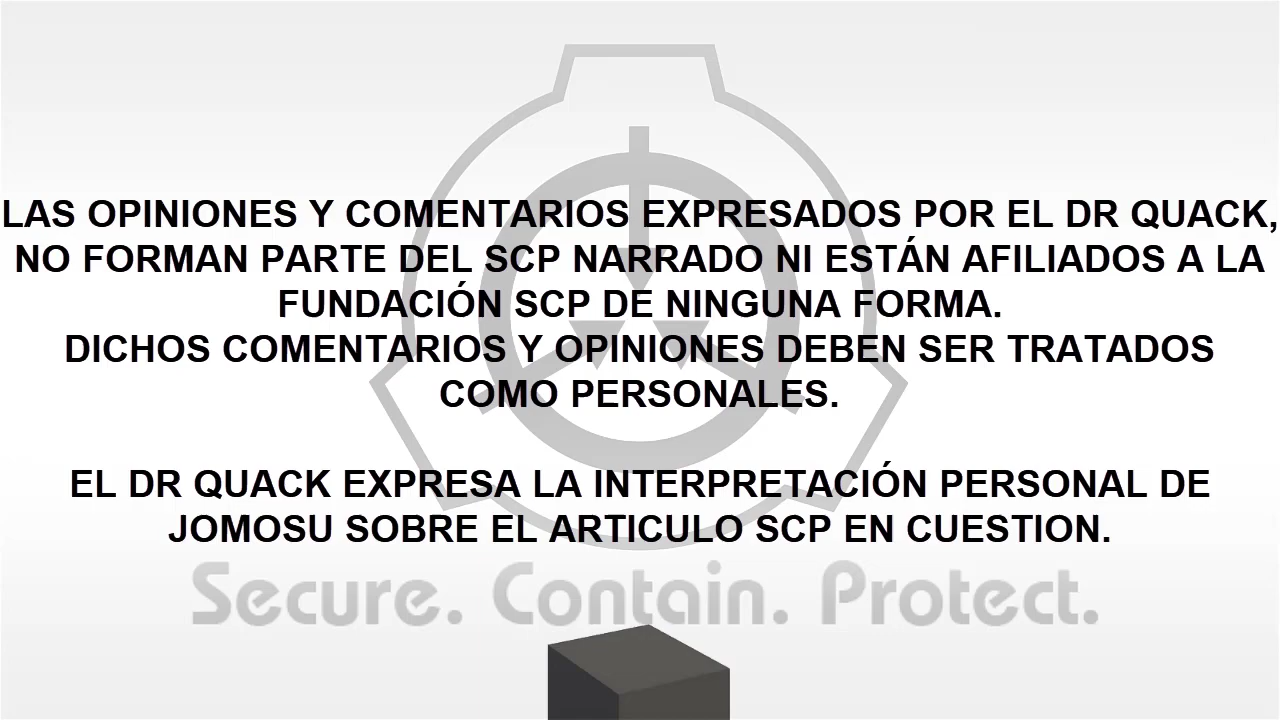 LAS OPINIONES Y COMENTARIOS EXPRESADOS POR EL DR QUACK,
NO FORMAN PARTE DEL SCP NARRADO NI ESTÁN AFILIADOS A LA
FUNDACIÓN SCP DE NINGUNA FORMA.
DICHOS COMENTARIOS Y OPINIONES DEBEN SER TRATADOS
COMO PERSONALES.
EL DR QUACK EXPRESA LA INTERPRETACIÓN PERSONAL DE
JOMOSU SOBRE EL ARTICULO SCP EN CUESTION.
Secure. Contain. Protect.